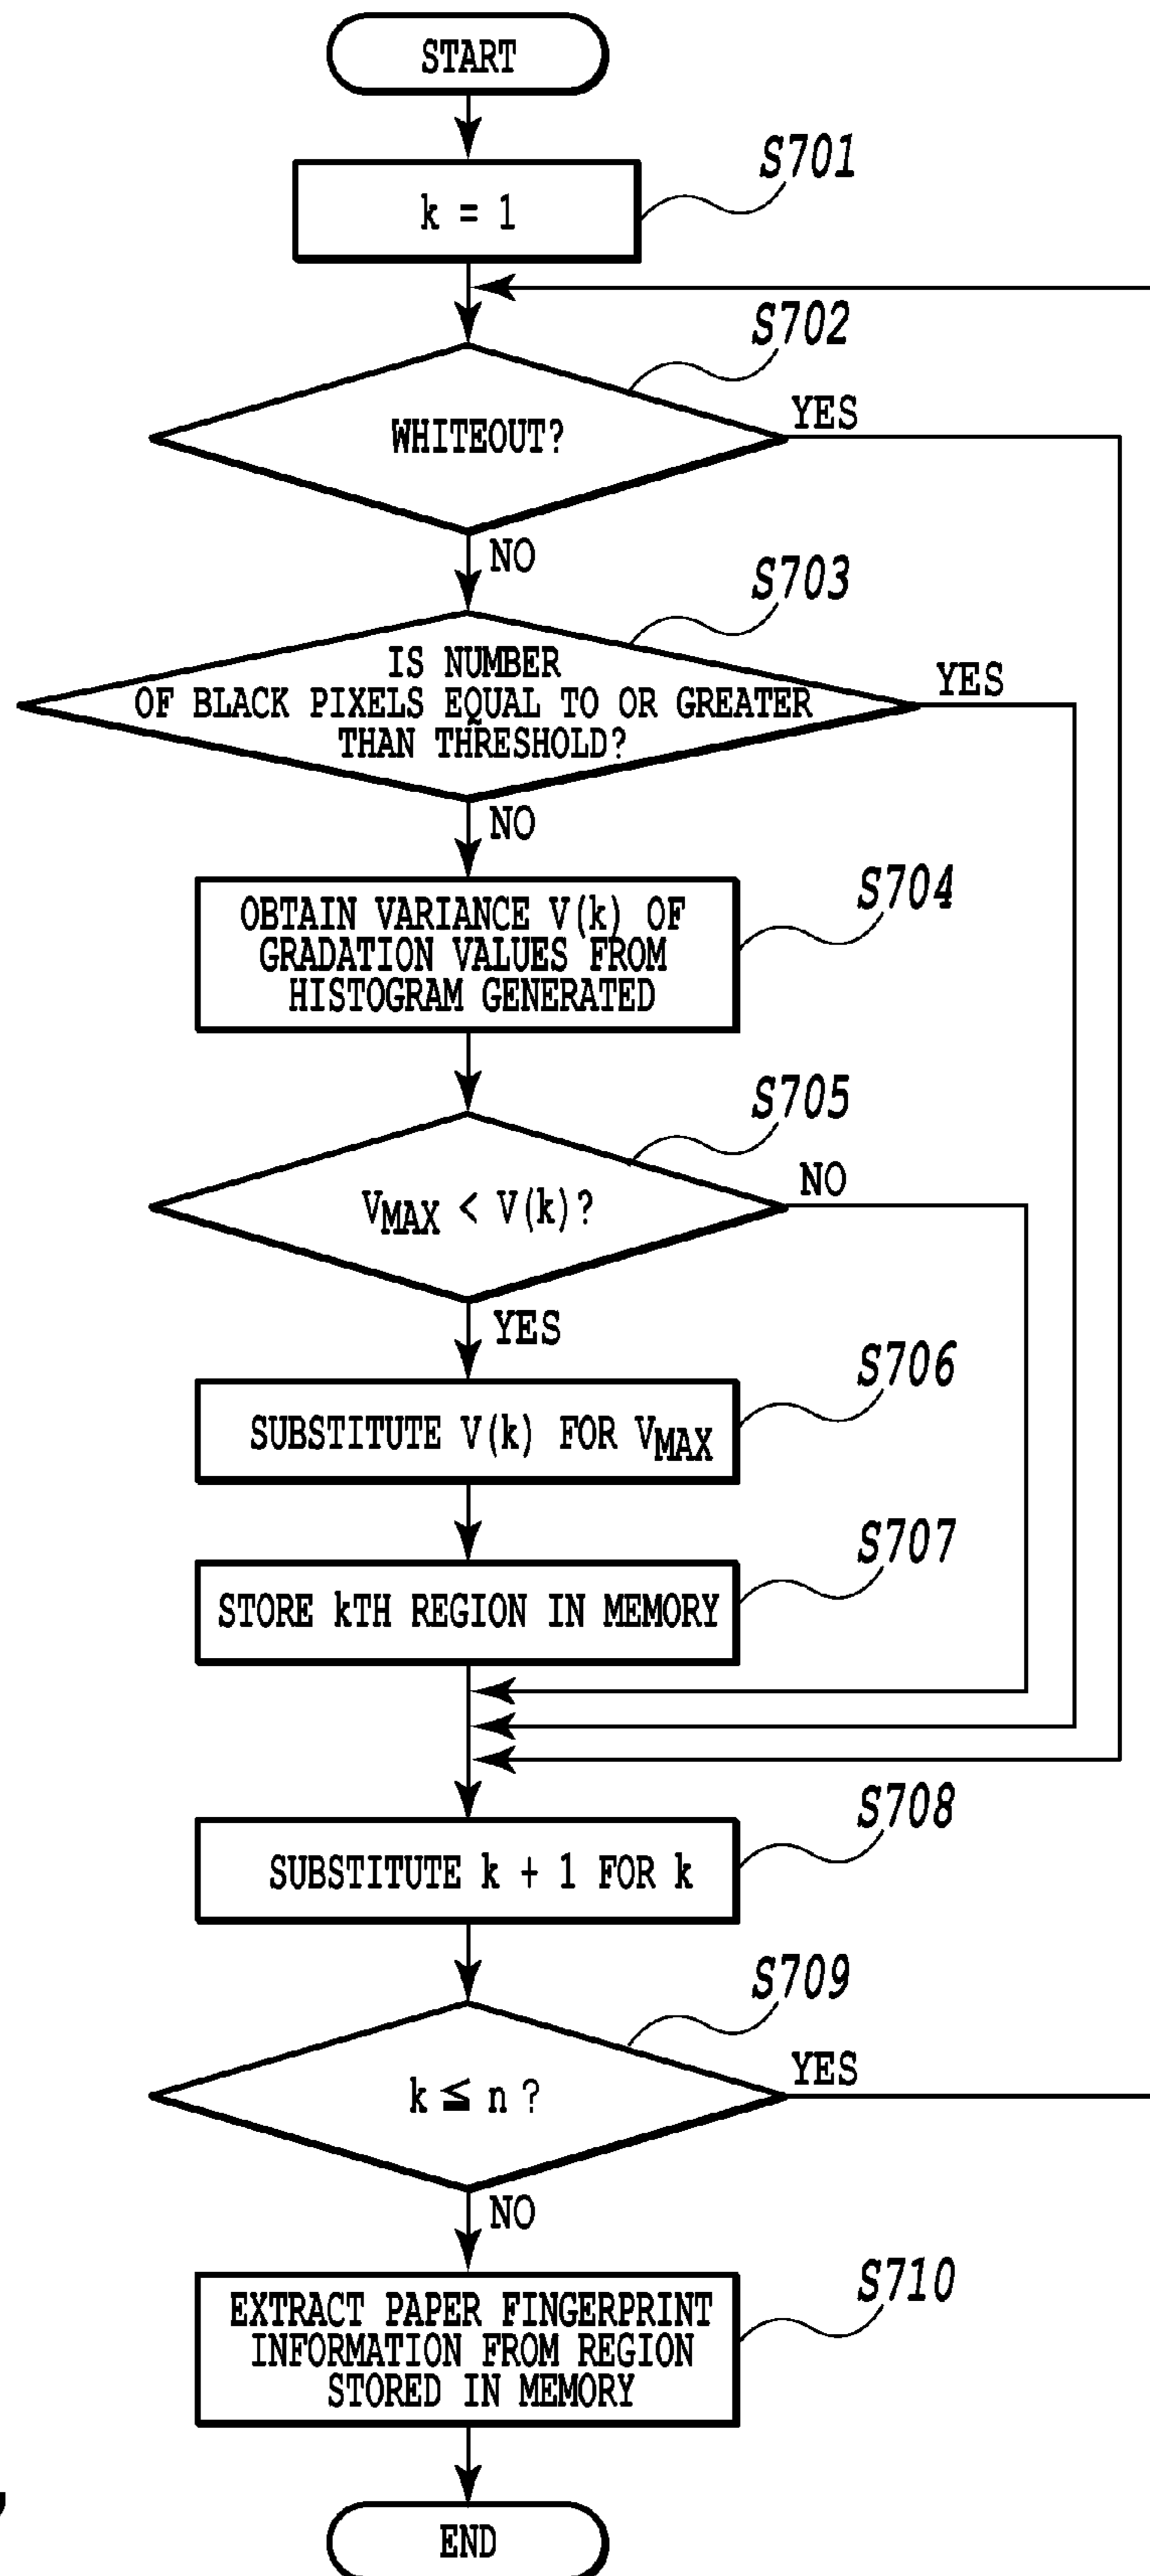 START
S701
k = 1
S702
WHITEOUT?
YES
NO
S703
IS NUMBER
OF BLACK PIXELS EQUAL TO OR GREATER
THAN THRESHOLD?
YES
NO
S704
OBTAIN VARIANCE V(k) OF
GRADATION VALUES FROM
HISTOGRAM GENERATED
S705
VMAX < V(k)?
NO
YES
S706
SUBSTITUTE V(k) FOR VMAX
S707
STORE kTH REGION IN MEMORY
S708
SUBSTITUTE k + 1 FOR k
S709
k ≦ n ?
YES
NO
S710
EXTRACT PAPER FINGERPRINT
INFORMATION FROM REGION
STORED IN MEMORY
END